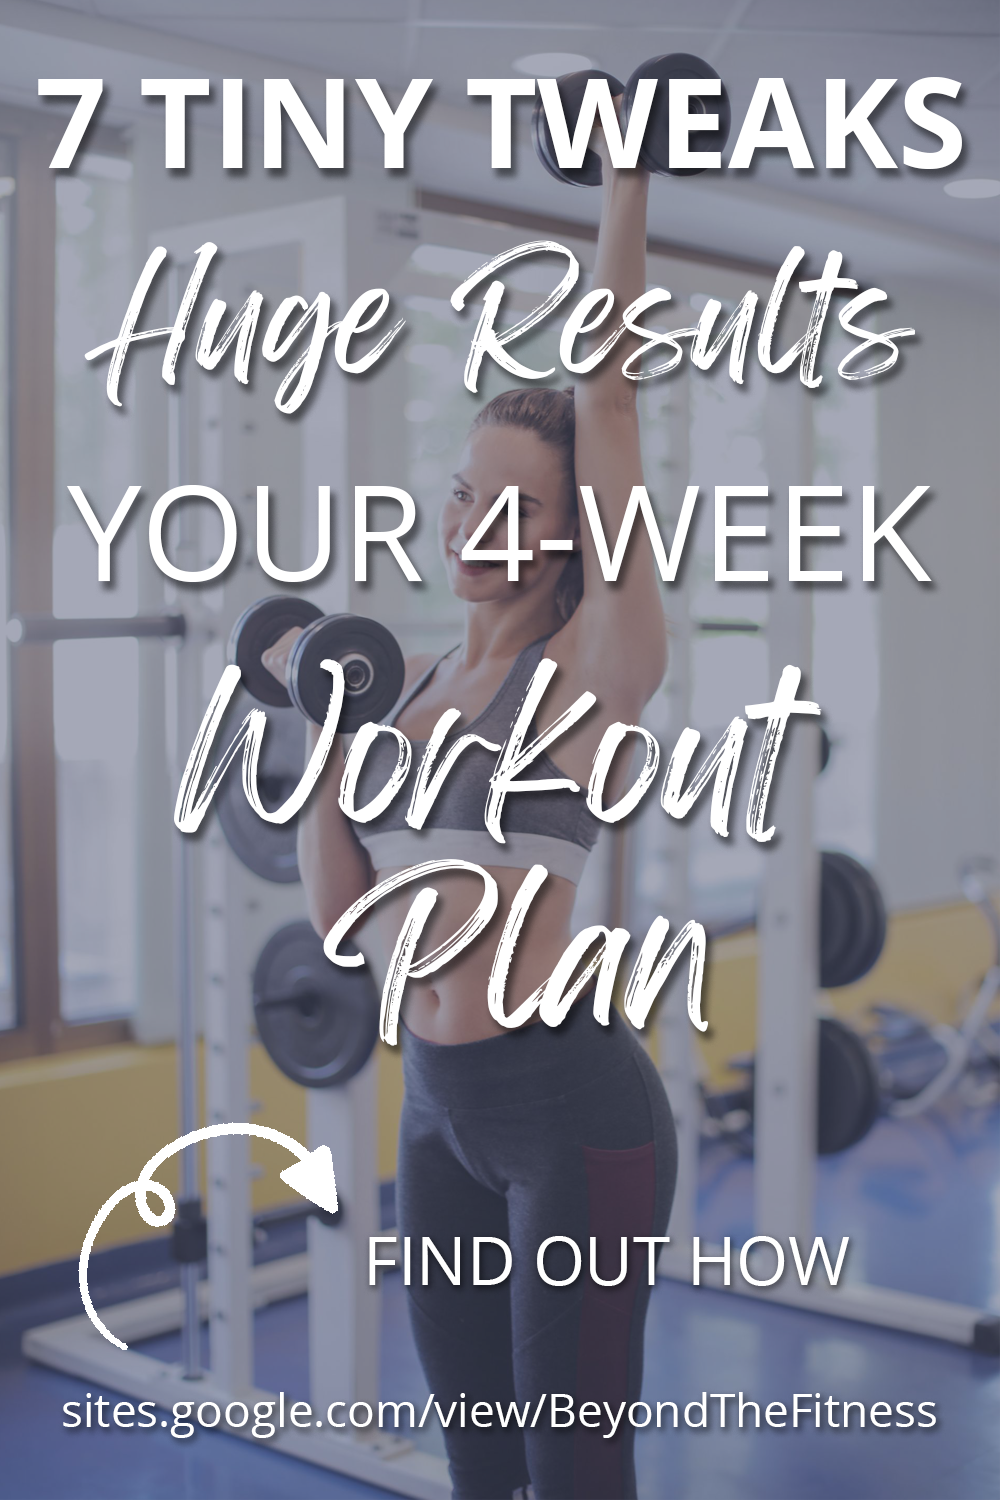 7 TINY TWEAKS
Huge Results
YOUR 4-WEEK
Workout
Plan
FIND OUT HOW
sites.google.com/view/BeyondTheFitness